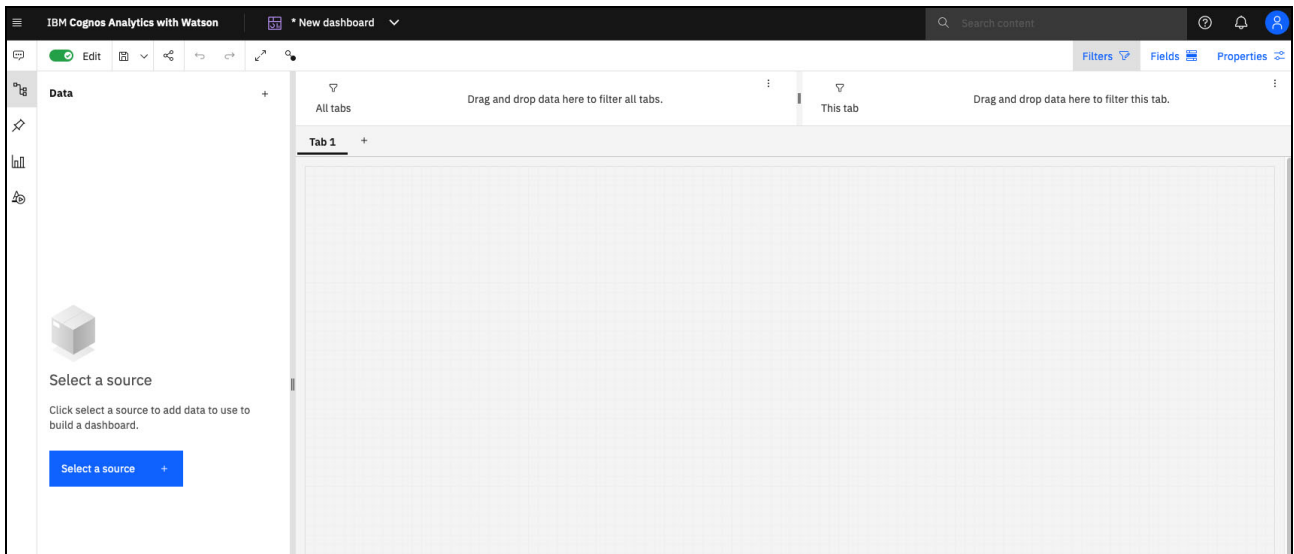 IBM Cognos Analytics with Watson
* New dashboard
Search content
Edit
Filters
Fields
Properties
Data
All tabs
Drag and drop data here to filter all tabs.
This tab
Drag and drop data here to filter this tab.
Tab 1
Select a source
Click select a source to add data to use to
build a dashboard.
Select a source